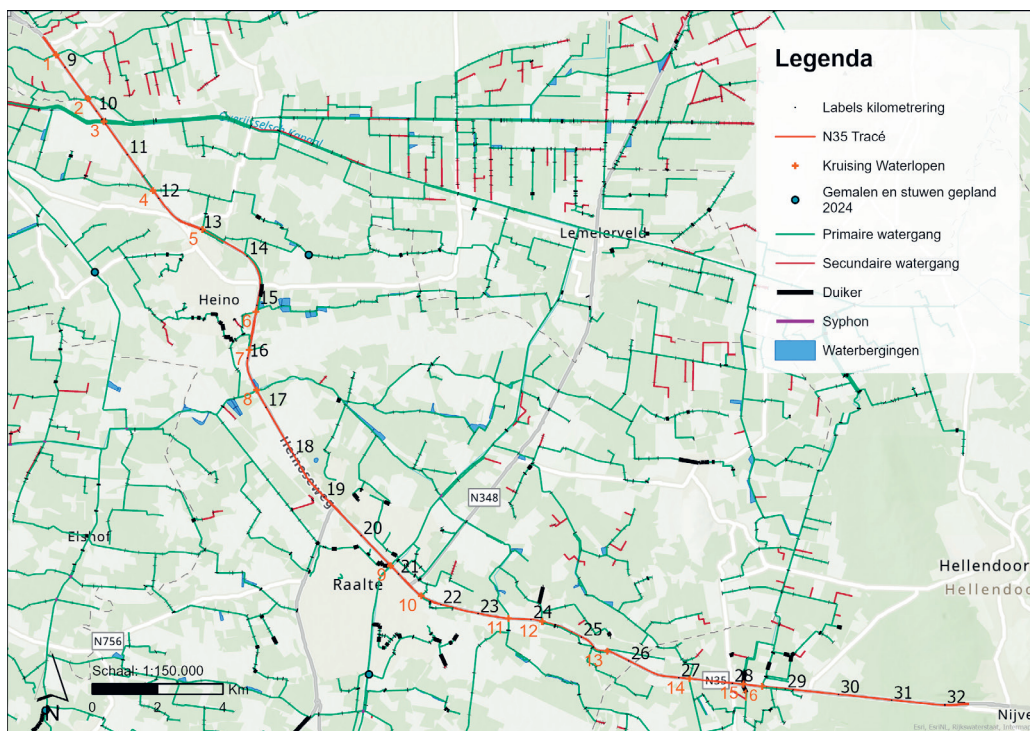 Legenda
Labels kilometrering
N35 Tracé
Kruising Waterlopen
Gemalen en stuwen gepland
2024
Primaire watergang
Secundaire watergang
Duiker
Syphon
Waterbergingen
9
1
2
10
3
Overijsselsch Kanaal
11
12
4
13
5
14
Lemelerveld
Heino
15
6
16
7
8
17
18
Heinoseweg
19
N348
20
Elshof
21
9
Raalte
Hellendoor
Hellendoo
10
22
23
11
24
12
25
13
26
N756
27
14
N35
28
15
16
29
30
31
32
Nijve
Schaal: 1:150.000
0
2
4
Km
N